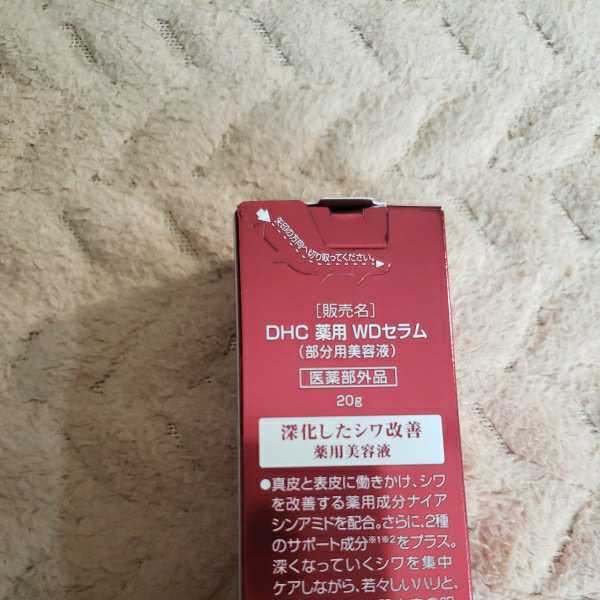 矢印の方向へ切り取ってください。
[販売名]
DHC 薬用 WDセラム
(部分用美容液)
医薬部外品
20g
深化したシワ改善
薬用美容液
●真皮と表皮に働きかけ、シワ
を改善する薬用成分ナイア
シンアミドを配合。さらに、2種
のサポート成分※1※2をプラス。
深くなっていくシワを集中
ケアしながら、若々しいハリと、